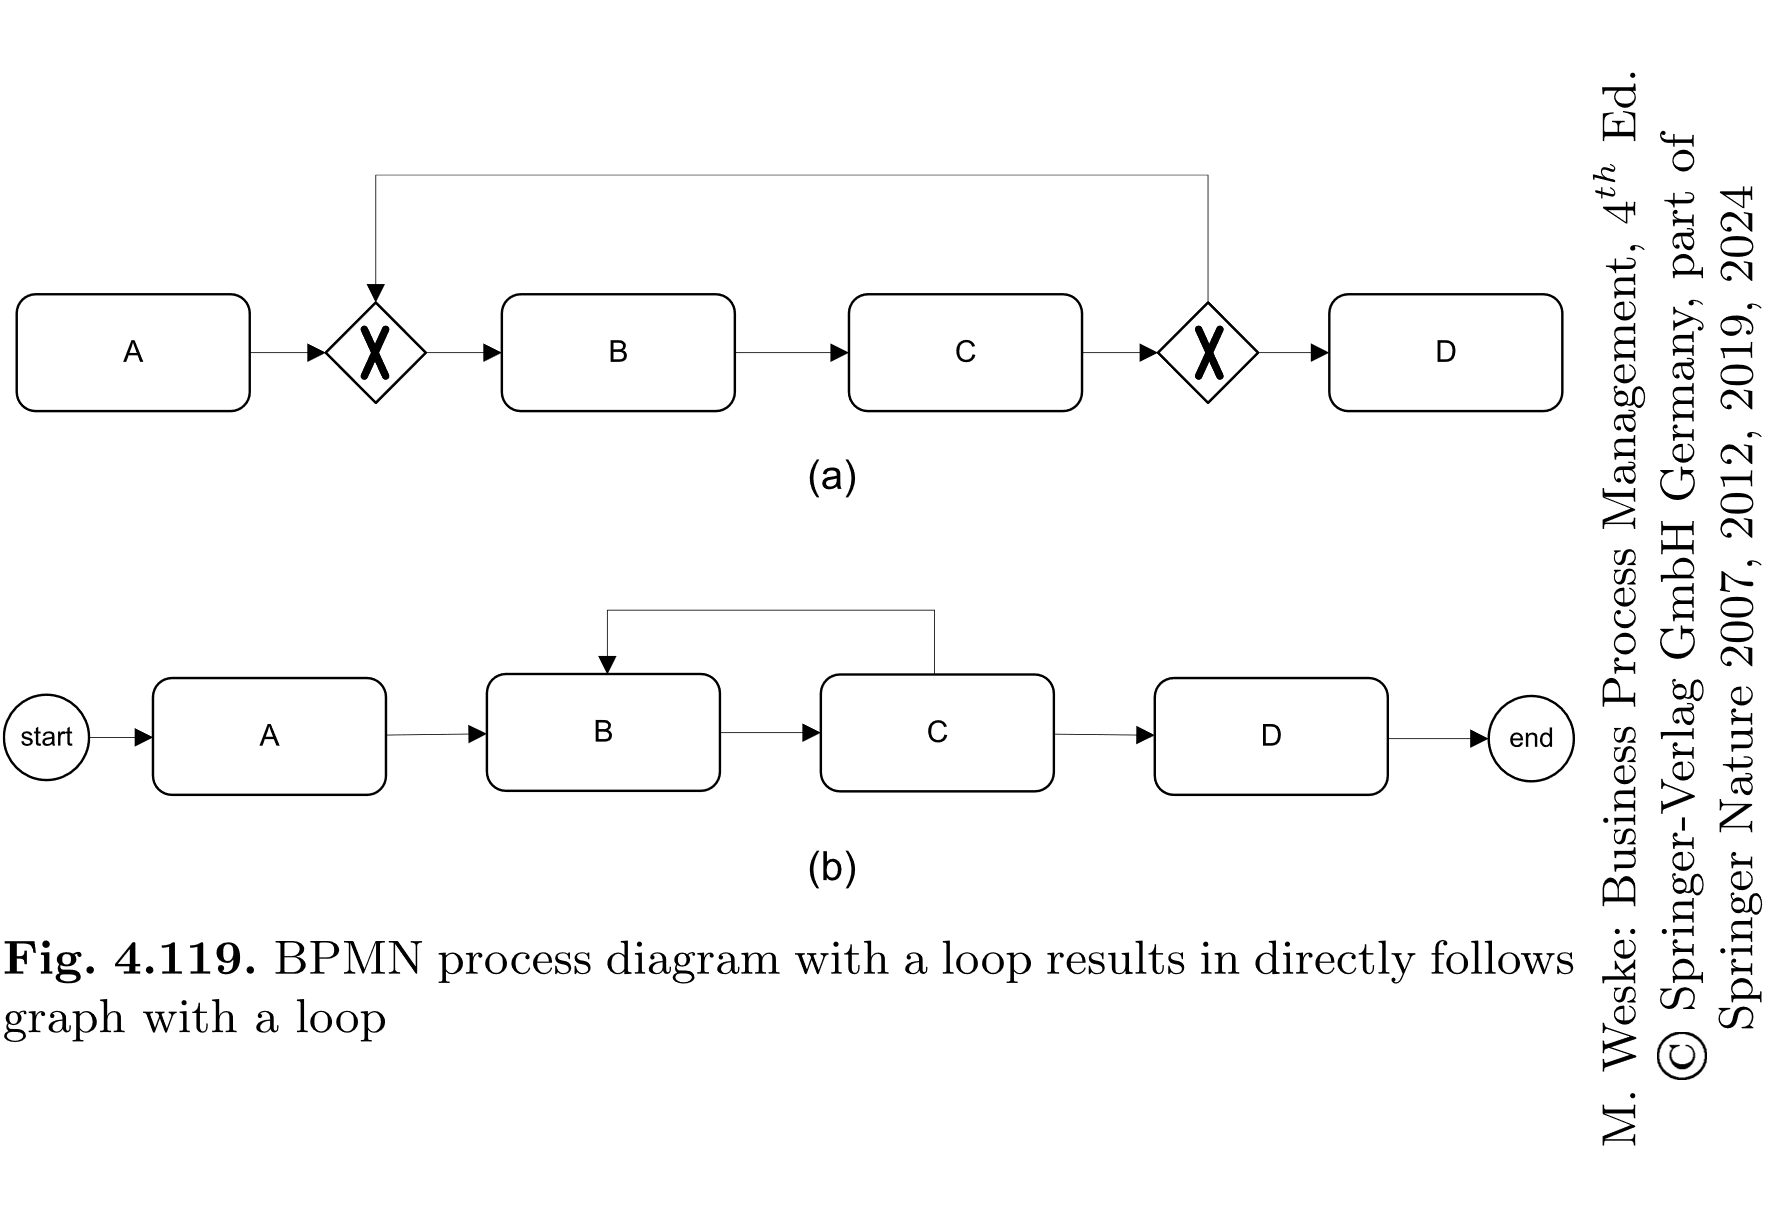 A
B
C
D
(a)
start
A
B
C
D
end
(b)
Fig. 4.119. BPMN process diagram with a loop results in directly follows
graph with a loop
M. Weske: Business Process Management, 4th Ed.
© Springer-Verlag GmbH Germany, part of
Springer Nature 2007, 2012, 2019, 2024